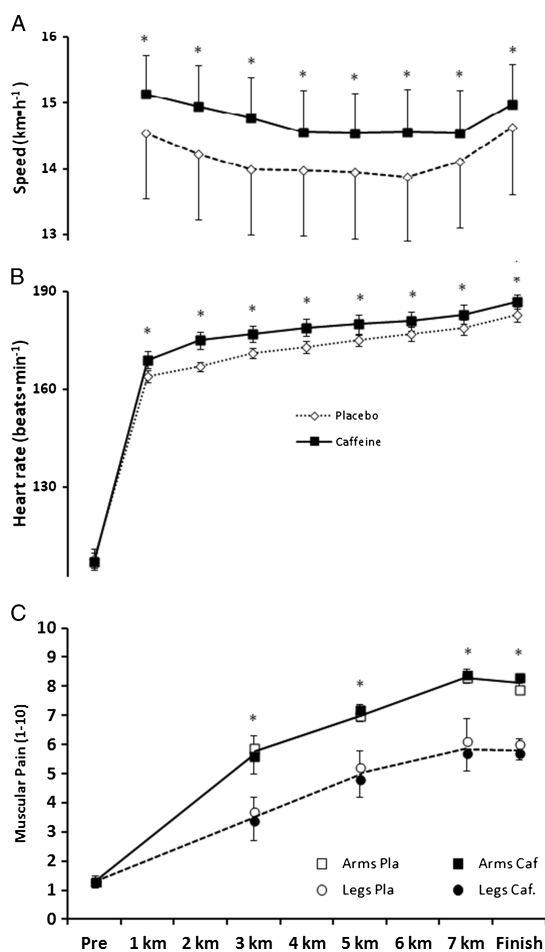 A
Speed (km•h⁻¹)
16
15
14
13
* * * * * * * *
B
Heart rate (beats•min⁻¹)
190
160
130
* * * * * * * *
Placebo
Caffeine
C
Muscular Pain (1-10)
10
9
8
7
6
5
4
3
2
1
0
* * * *
Arms Pla Arms Caf
Legs Pla Legs Caf.
Pre 1 km 2 km 3 km 4 km 5 km 6 km 7 km Finish